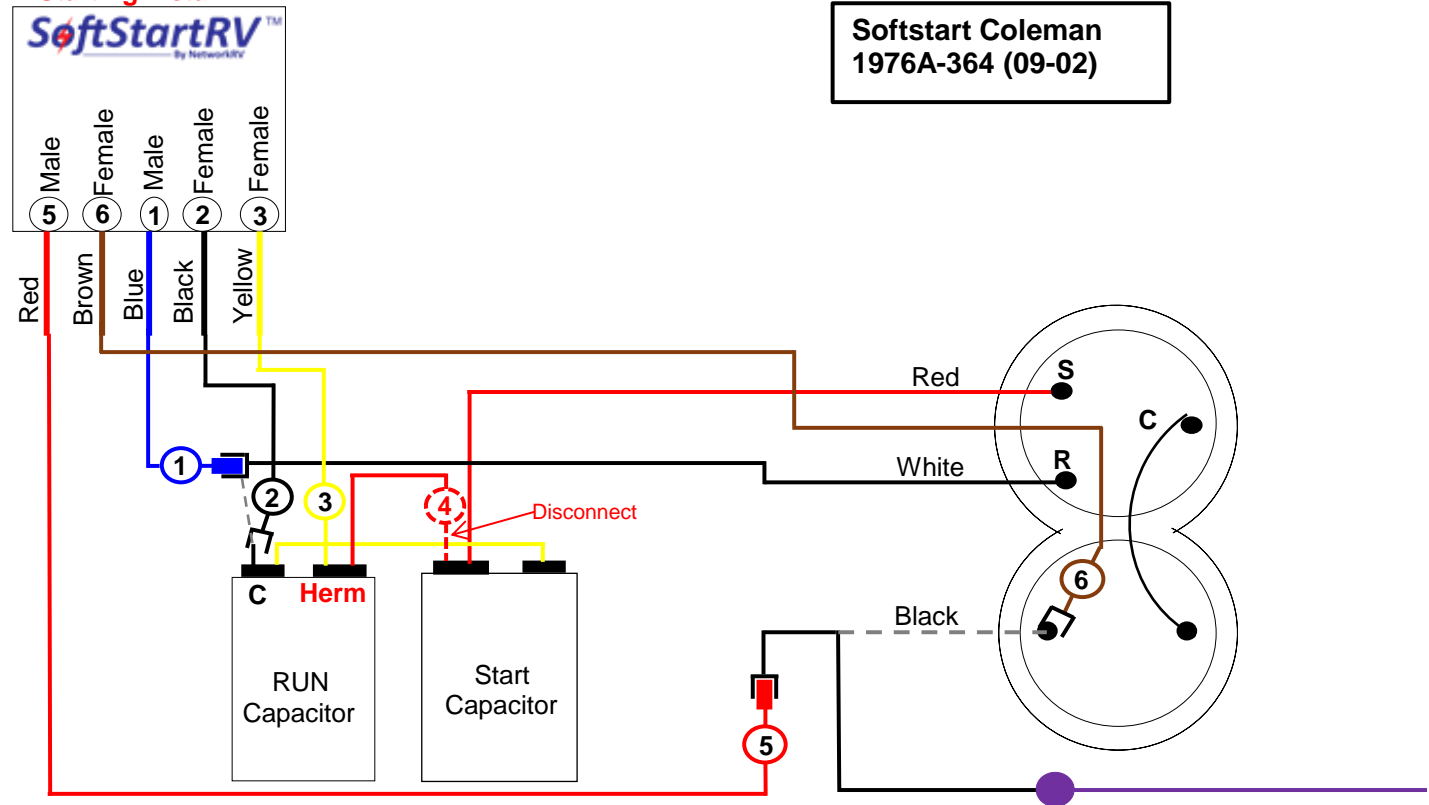 SoftStartRV™
By NetworkRV
Softstart Coleman
1976A-364 (09-02)
Male
Female
Male
Female
Female
5
6
1
2
3
Red
Brown
Blue
Black
Yellow
Red
S
C
White
R
1
2
3
4
Disconnect
C
Herm
6
Black
RUN
Capacitor
Start
Capacitor
5